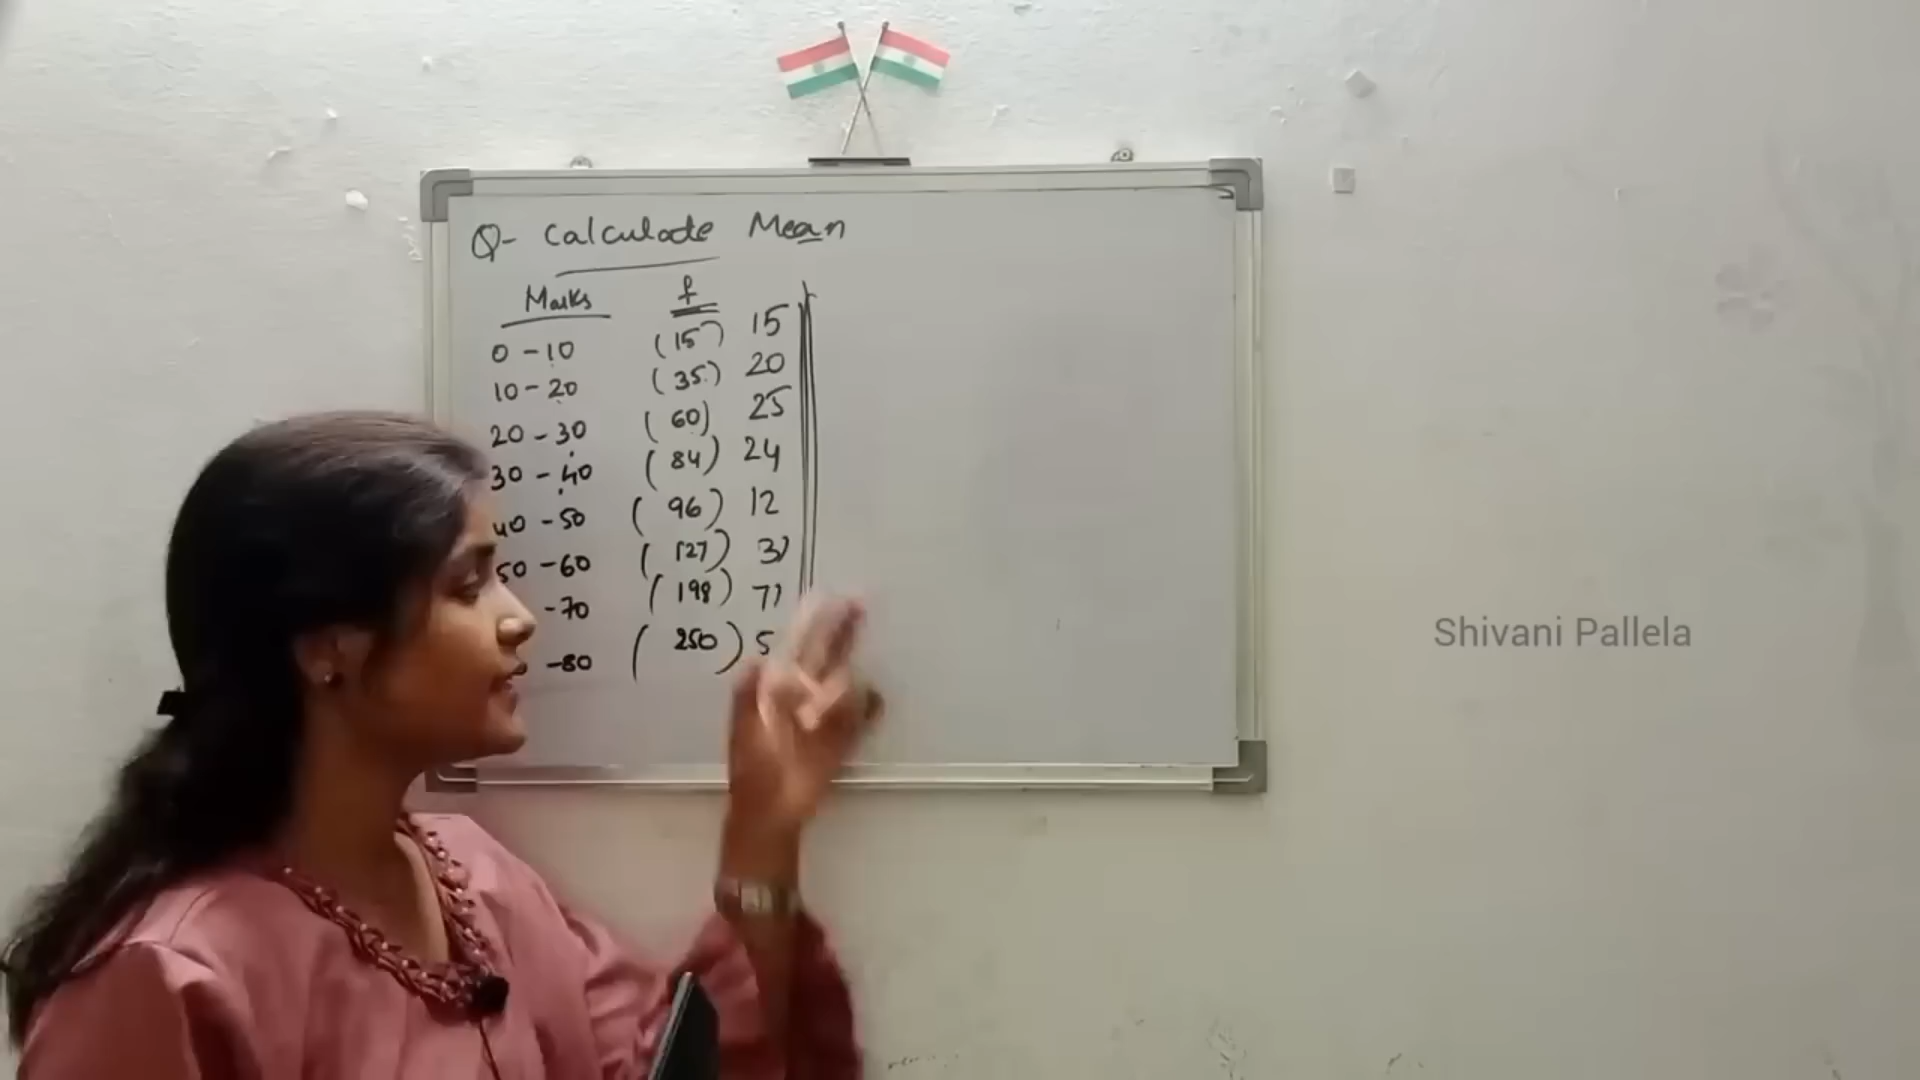 Q- Calculate Mean
Marks f
0-10 (15) 15
10-20 (35) 20
20-30 (60) 25
30-40 (84) 24
40-50 (96) 12
50-60 (127) 31
-70 (198) 71
-80 (250) 5
Shivani Pallela